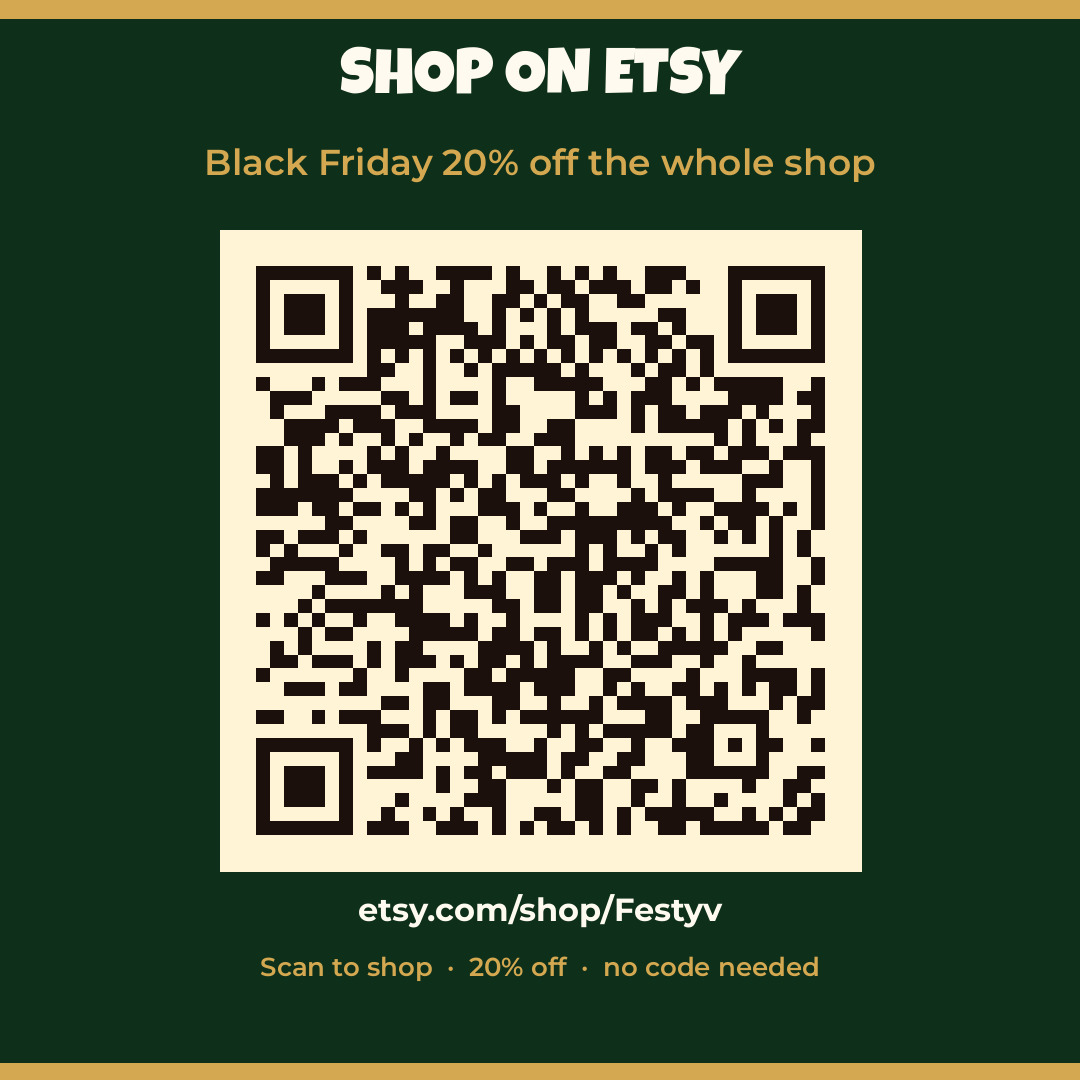 SHOP ON ETSY
Black Friday 20% off the whole shop
etsy.com/shop/Festyv
Scan to shop · 20% off · no code needed